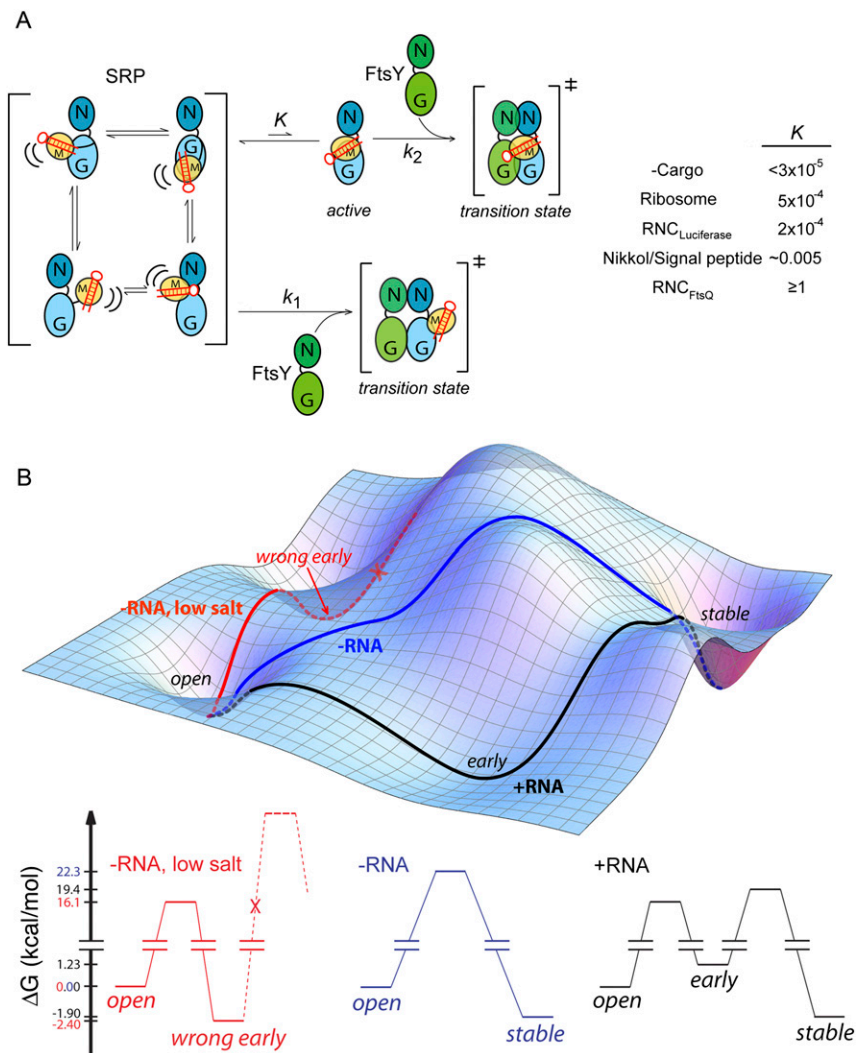 A
SRP
N
G
M
N
G
M
N
G
M
N
G
M
K
N
G
M
active
FtsY
N
G
k2
N
N
G
G
M
‡
transition state
k1
FtsY
N
G
N
N
G
G
M
‡
transition state
K
-Cargo <3x10-5
Ribosome 5x10-4
RNCLuciferase 2x10-4
Nikkol/Signal peptide ~0.005
RNCFtsQ ≥1
B
wrong early
X
-RNA, low salt
-RNA
stable
open
early
+RNA
ΔG (kcal/mol)
22.3
19.4
16.1
1.23
0.00
-1.90
-2.40
-RNA, low salt
X
open
wrong early
-RNA
open
stable
+RNA
open
early
stable